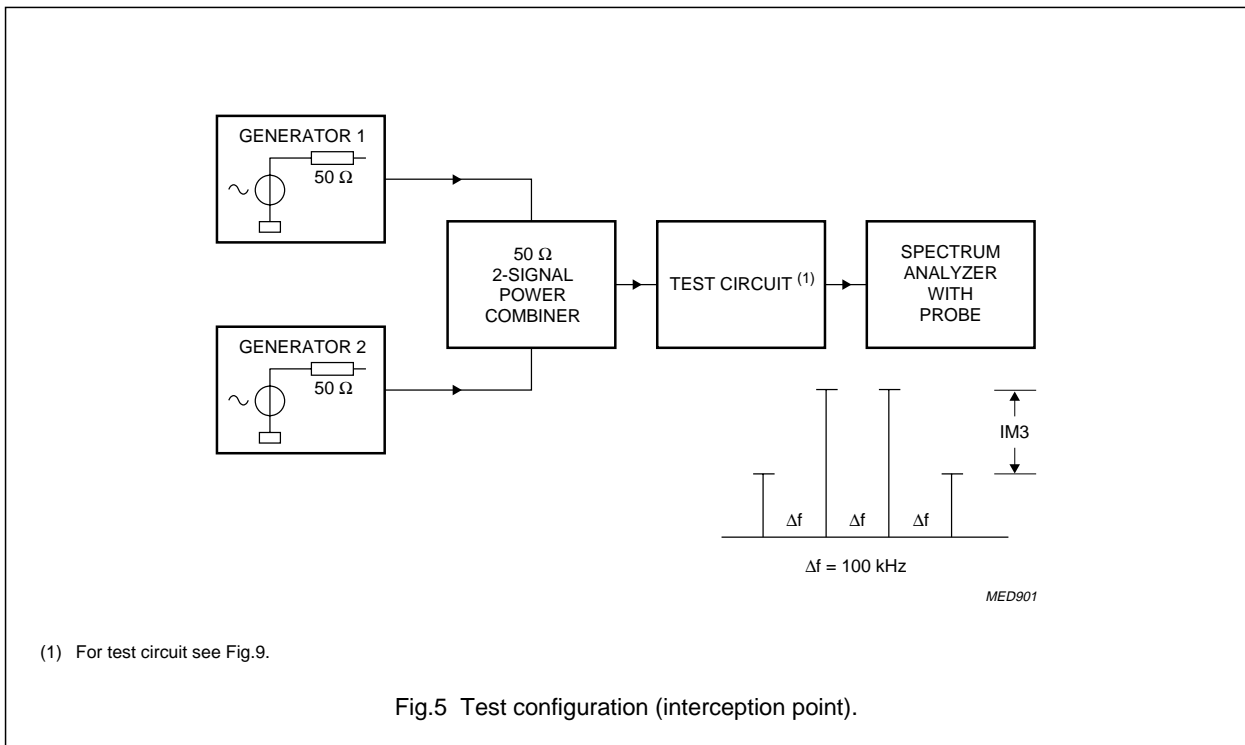 GENERATOR 1
50 Ω
GENERATOR 2
50 Ω
50 Ω
2-SIGNAL
POWER
COMBINER
TEST CIRCUIT (1)
SPECTRUM
ANALYZER
WITH
PROBE
IM3
Δf Δf Δf
Δf = 100 kHz
MED901
(1) For test circuit see Fig.9.
Fig.5 Test configuration (interception point).